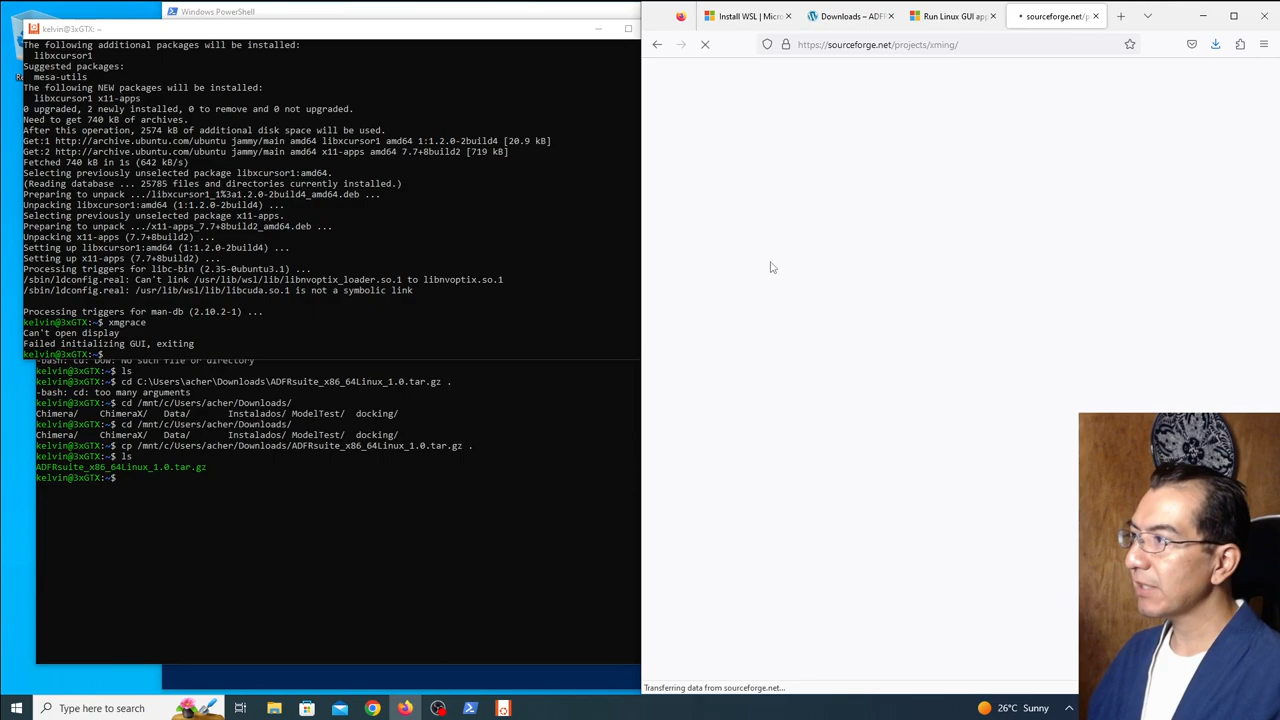 Windows PowerShell
kelvin@3xGTX: ~
The following additional packages will be installed:
libxcursor1
Suggested packages:
mesa-utils
The following NEW packages will be installed:
libxcursor1 x11-apps
0 upgraded, 2 newly installed, 0 to remove and 0 not upgraded.
Need to get 740 kB of archives.
After this operation, 2574 kB of additional disk space will be used.
Get:1 http://archive.ubuntu.com/ubuntu jammy/main amd64 libxcursor1 amd64 1:1.2.0-2build4 [20.9 kB]
Get:2 http://archive.ubuntu.com/ubuntu jammy/main amd64 x11-apps amd64 7.7+8build2 [719 kB]
Fetched 740 kB in 1s (642 kB/s)
Selecting previously unselected package libxcursor1:amd64.
(Reading database ... 25785 files and directories currently installed.)
Preparing to unpack .../libxcursor1_1%3a1.2.0-2build4_amd64.deb ...
Unpacking libxcursor1:amd64 (1:1.2.0-2build4) ...
Selecting previously unselected package x11-apps.
Preparing to unpack .../x11-apps_7.7+8build2_amd64.deb ...
Unpacking x11-apps (7.7+8build2) ...
Setting up libxcursor1:amd64 (1:1.2.0-2build4) ...
Setting up x11-apps (7.7+8build2) ...
Processing triggers for libc-bin (2.35-0ubuntu3.1) ...
/sbin/ldconfig.real: Can't link /usr/lib/wsl/lib/libnvoptix_loader.so.1 to libnvoptix.so.1
/sbin/ldconfig.real: /usr/lib/wsl/lib/libcuda.so.1 is not a symbolic link
Processing triggers for man-db (2.10.2-1) ...
kelvin@3xGTX:~$ xmgrace
Can't open display
Failed initializing GUI, exiting
kelvin@3xGTX:~$
-bash: cd: Dow: No such file or directory
kelvin@3xGTX:~$ ls
kelvin@3xGTX:~$ cd C:\Users\acher\Downloads\ADFRsuite_x86_64Linux_1.0.tar.gz .
-bash: cd: too many arguments
kelvin@3xGTX:~$ cd /mnt/c/Users/acher/Downloads/
Chimera/ ChimeraX/ Data/ Instalados/ ModelTest/ docking/
kelvin@3xGTX:~$ cd /mnt/c/Users/acher/Downloads/
Chimera/ ChimeraX/ Data/ Instalados/ ModelTest/ docking/
kelvin@3xGTX:~$ cp /mnt/c/Users/acher/Downloads/ADFRsuite_x86_64Linux_1.0.tar.gz .
kelvin@3xGTX:~$ ls
ADFRsuite_x86_64Linux_1.0.tar.gz
kelvin@3xGTX:~$
Install WSL | Micro
Downloads – ADF
Run Linux GUI app
sourceforge.net/p
https://sourceforge.net/projects/xming/
Transferring data from sourceforge.net...
Type here to search
26°C Sunny